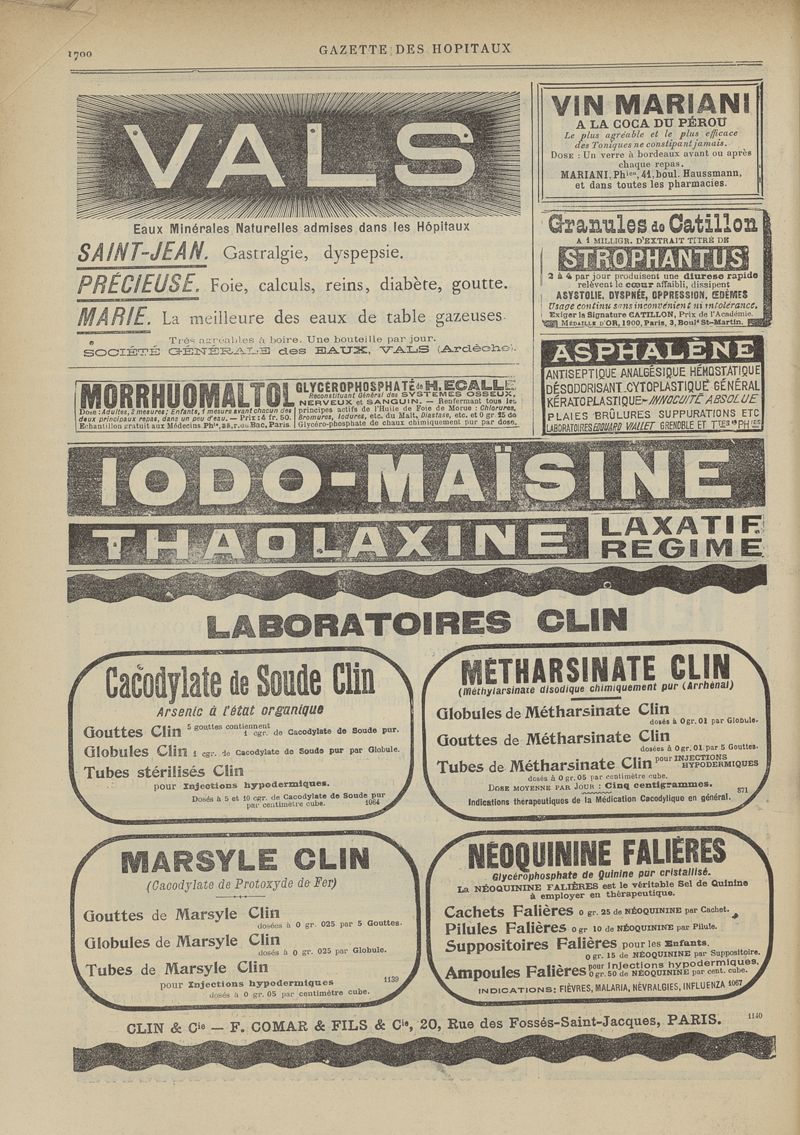 1700
GAZETTE DES HOPITAUX
VALS
Eaux Minérales Naturelles admises dans les Hôpitaux
SAINT-JEAN. Gastralgie, dyspepsie.
PRÉCIEUSE. Foie, calculs, reins, diabète, goutte.
MARIE. La meilleure des eaux de table gazeuses.
Très agréables à boire. Une bouteille par jour.
SOCIÉTÉ GÉNÉRALE des EAUX, VALS (Ardèche).
MORRHUOMALTOL
Dose: Adultes, 2 mesures; Enfants, 1 mesure avant chacun des
deux principaux repas, dans un peu d'eau. — Prix: 4 fr. 50.
Echantillon gratuit aux Médecins Phie, 38, r. du Bac, Paris.
GLYCEROPHOSPHATÉ de H. ECALLE
Reconstituant Général des SYSTEMES OSSEUX,
NERVEUX et SANGUIN. — Renfermant tous les
principes actifs de l'Huile de Foie de Morue: Chlorures,
Bromures, Iodures, etc. du Malt, Diastase, etc. et 0 gr. 25 de
Glycéro-phosphate de chaux chimiquement pur par dose.
VIN MARIANI
A LA COCA DU PÉROU
Le plus agréable et le plus efficace
des Toniques ne constipant jamais.
DOSE: Un verre à bordeaux avant ou après
chaque repas.
MARIANI, Phien, 41, boul. Haussmann,
et dans toutes les pharmacies.
Granules de Catillon
A 1 MILLIGR. D'EXTRAIT TITRÉ DE
STROPHANTUS
2 à 4 par jour produisent une diurese rapide
relèvent le cœur affaibli, dissipent
ASYSTOLIE, DYSPNÉE, OPPRESSION, ŒDÈMES
Usage continu sans inconvénient ni intolérance.
Exiger la Signature CATILLON, Prix de l'Académie.
MÉDAILLE D'OR, 1900, Paris, 3, Boult St-Martin.
ASPHALÈNE
ANTISEPTIQUE ANALGÉSIQUE HÉMOSTATIQUE
DÉSODORISANT_CYTOPLASTIQUE GÉNÉRAL
KÉRATOPLASTIQUE-INNOCUITÉ ABSOLUE
PLAIES BRÛLURES SUPPURATIONS ETC
LABORATOIRES EDOUARD VIALLET GRENOBLE ET TTES PHIES
IODO-MAÏSINE
THAOLAXINE LAXATIF
REGIME
LABORATOIRES CLIN
Cacodylate de Soude Clin
Arsenic à l'état organique
Gouttes Clin 5 gouttes contiennent 1 cgr. de Cacodylate de Soude pur.
Globules Clin 1 cgr. de Cacodylate de Soude pur par Globule.
Tubes stérilisés Clin
pour Injections hypodermiques.
Dosés à 5 et 10 cgr. de Cacodylate de Soude pur
par centimètre cube. 1064
MÉTHARSINATE CLIN
(Méthylarsinate disodique chimiquement pur (Arrhénal)
Globules de Métharsinate Clin
dosés à 0 gr. 01 par Globule.
Gouttes de Métharsinate Clin
dosées à 0 gr. 01 par 5 Gouttes.
Tubes de Métharsinate Clin pour INJECTIONS HYPODERMIQUES
dosés à 0 gr. 05 par centimètre cube.
DOSE MOYENNE PAR JOUR: Cinq centigrammes. 871
Indications thérapeutiques de la Médication Cacodylique en général.
MARSYLE CLIN
(Cacodylate de Protoxyde de Fer)
Gouttes de Marsyle Clin
dosées à 0 gr. 025 par 5 Gouttes.
Globules de Marsyle Clin
dosés à 0 gr. 025 par Globule.
Tubes de Marsyle Clin
pour Injections hypodermiques 1139
dosés à 0 gr. 05 par centimètre cube.
NÉOQUININE FALIÈRES
Glycérophosphate de Quinine pur cristallisé.
La NÉOQUININE FALIÈRES est le véritable Sel de Quinine
à employer en thérapeutique.
Cachets Falières 0 gr. 25 de NÉOQUININE par Cachet.
Pilules Falières 0 gr 10 de NÉOQUININE par Pilule.
Suppositoires Falières pour les Enfants.
0 gr. 15 de NÉOQUININE par Suppositoire.
Ampoules Falières pour Injections hypodermiques.
0 gr. 50 de NÉOQUININE par cent. cube.
INDICATIONS: FIÈVRES, MALARIA, NÉVRALGIES, INFLUENZA 1067
CLIN & Cie — F. COMAR & FILS & Cie, 20, Rue des Fossés-Saint-Jacques, PARIS. 1140